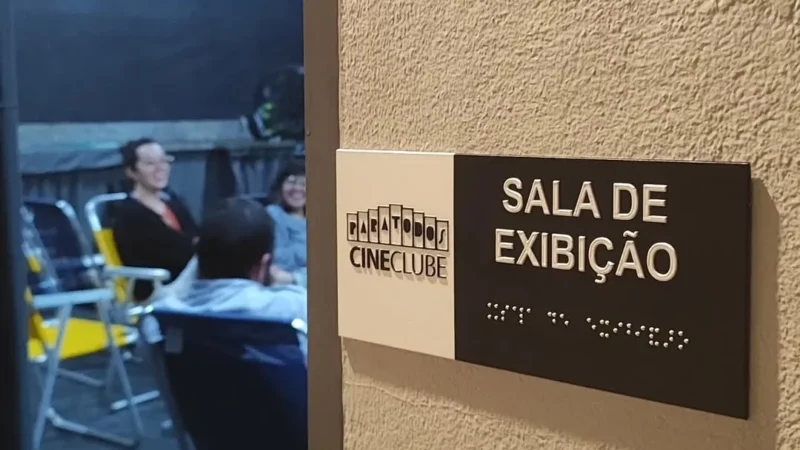 PARATODOS
CINECLUBE
SALA DE
EXIBIÇÃO